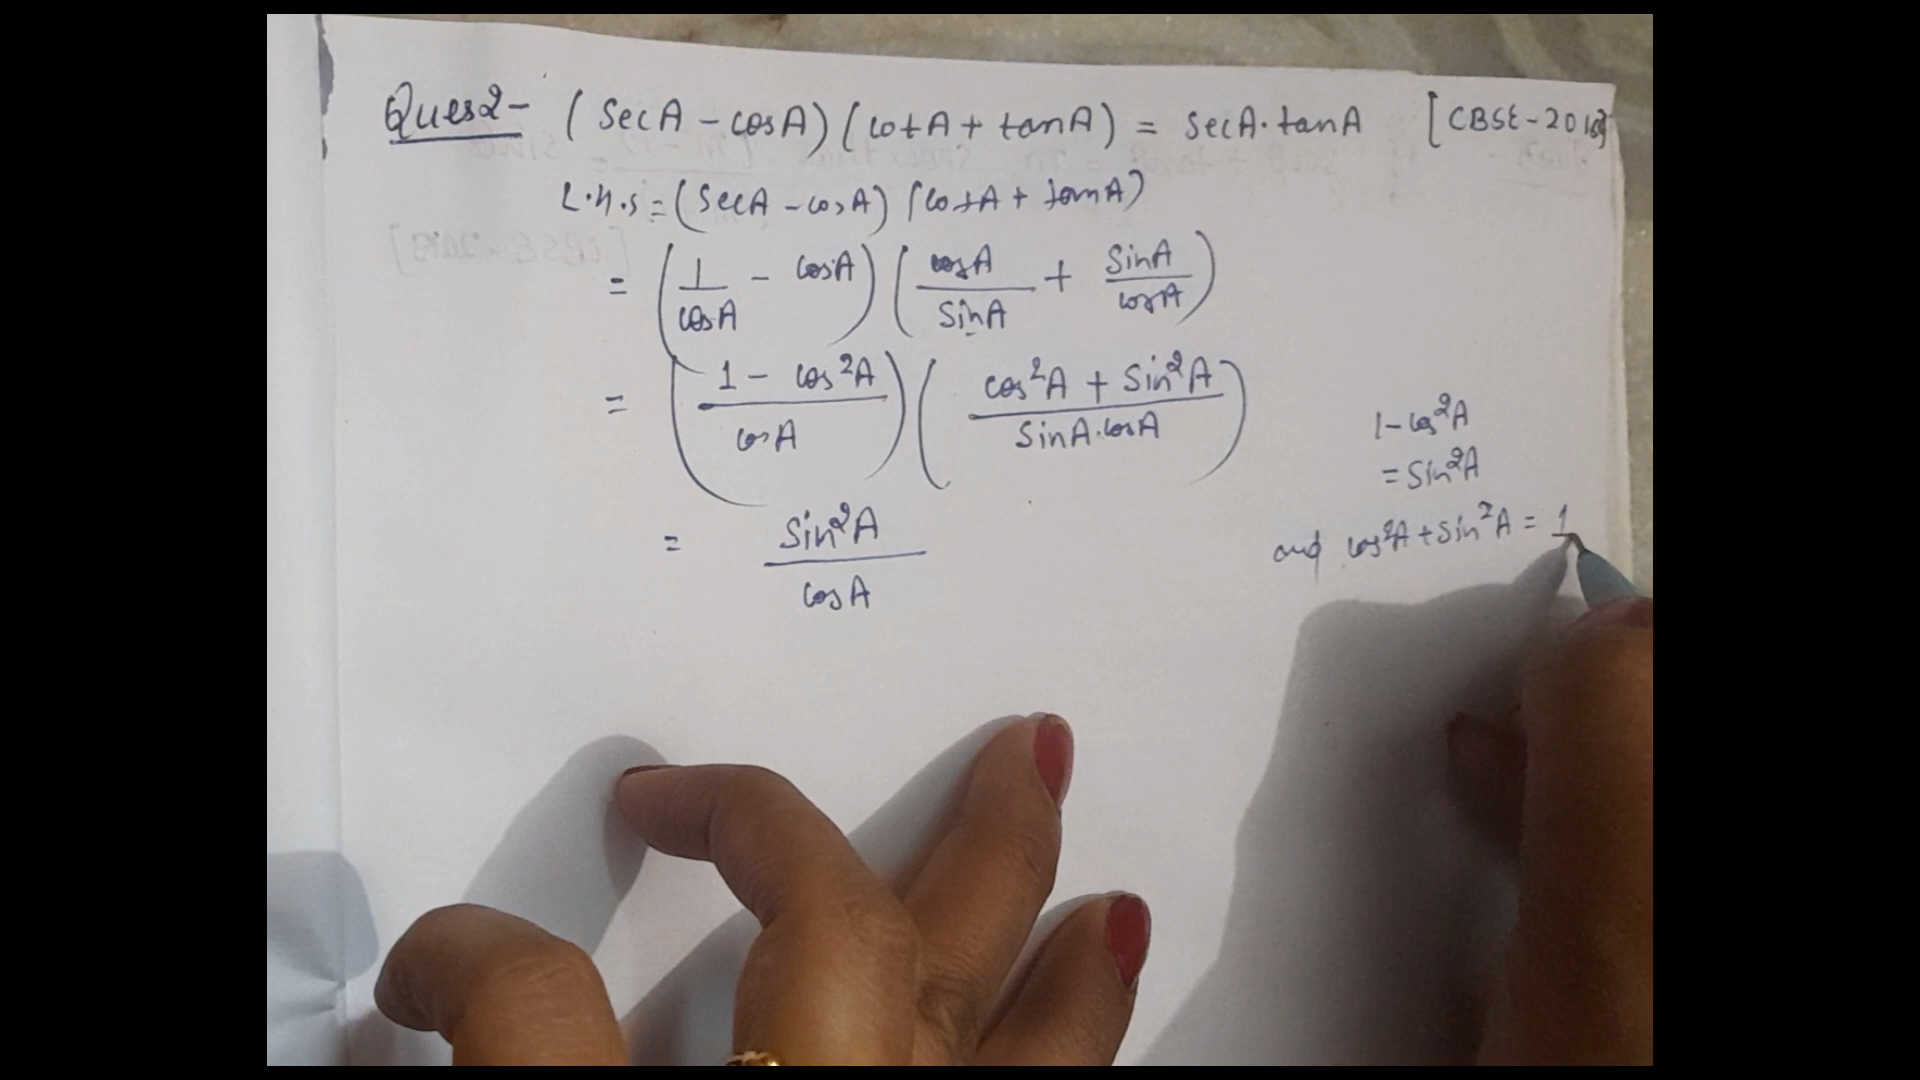 Ques2- (SecA - cosA) (cotA + tanA) = secA·tanA [CBSE-2018]
L.H.S = (SecA - cosA) (cotA + tanA)
= (1/cosA - cosA) (cosA/SinA + SinA/cosA)
= ((1 - cos²A)/cosA) ((cos²A + Sin²A)/(SinA·cosA))
1-cos²A
= Sin²A
and cos²A + Sin²A = 1
= Sin²A/cosA